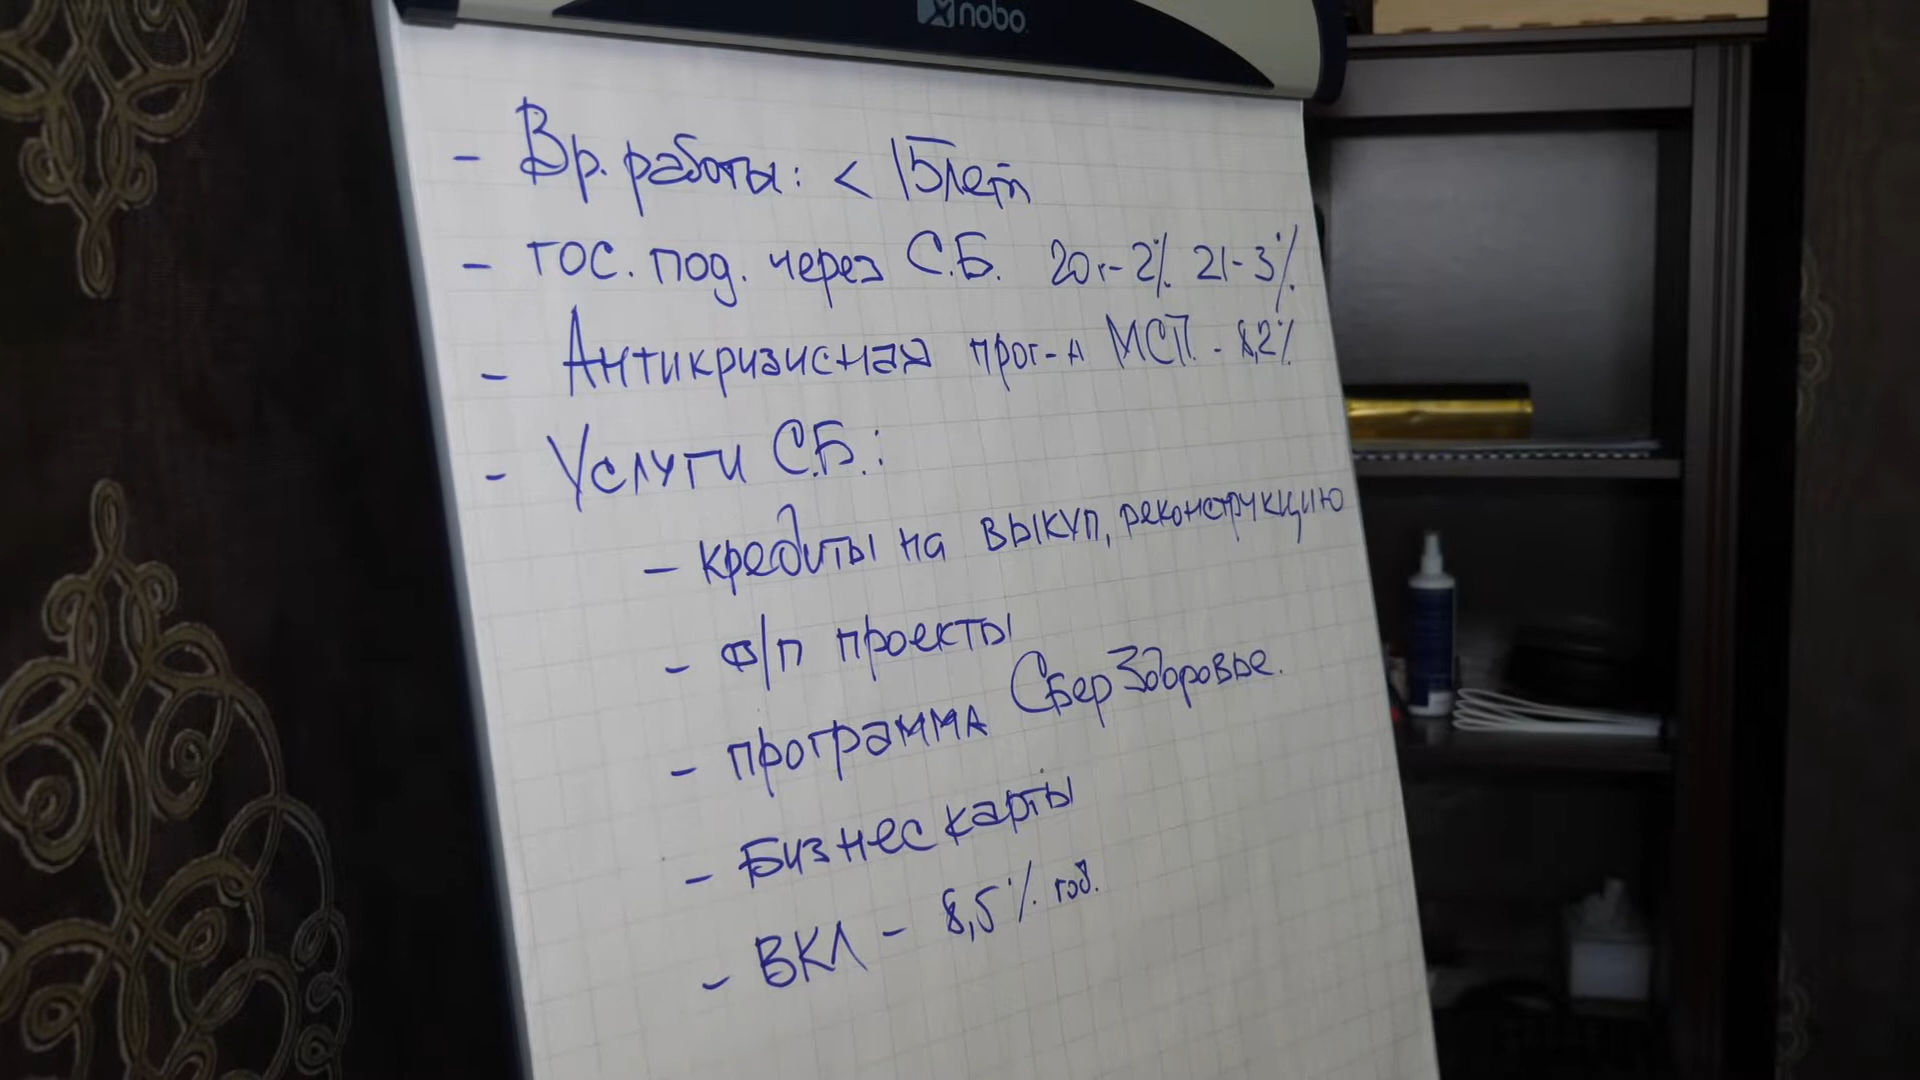 nobo
- Вр. работы: < 15 лет
- гос. под. через С.Б. 20г-2% 21-3%
- Антикризисная прог-а МСП - 8,2%
- Услуги С.Б.:
- кредиты на выкуп, реконструкцию
- з/п проекты
- программа СберЗдоровье.
- Бизнес карты
- ВКЛ - 8,5% год.